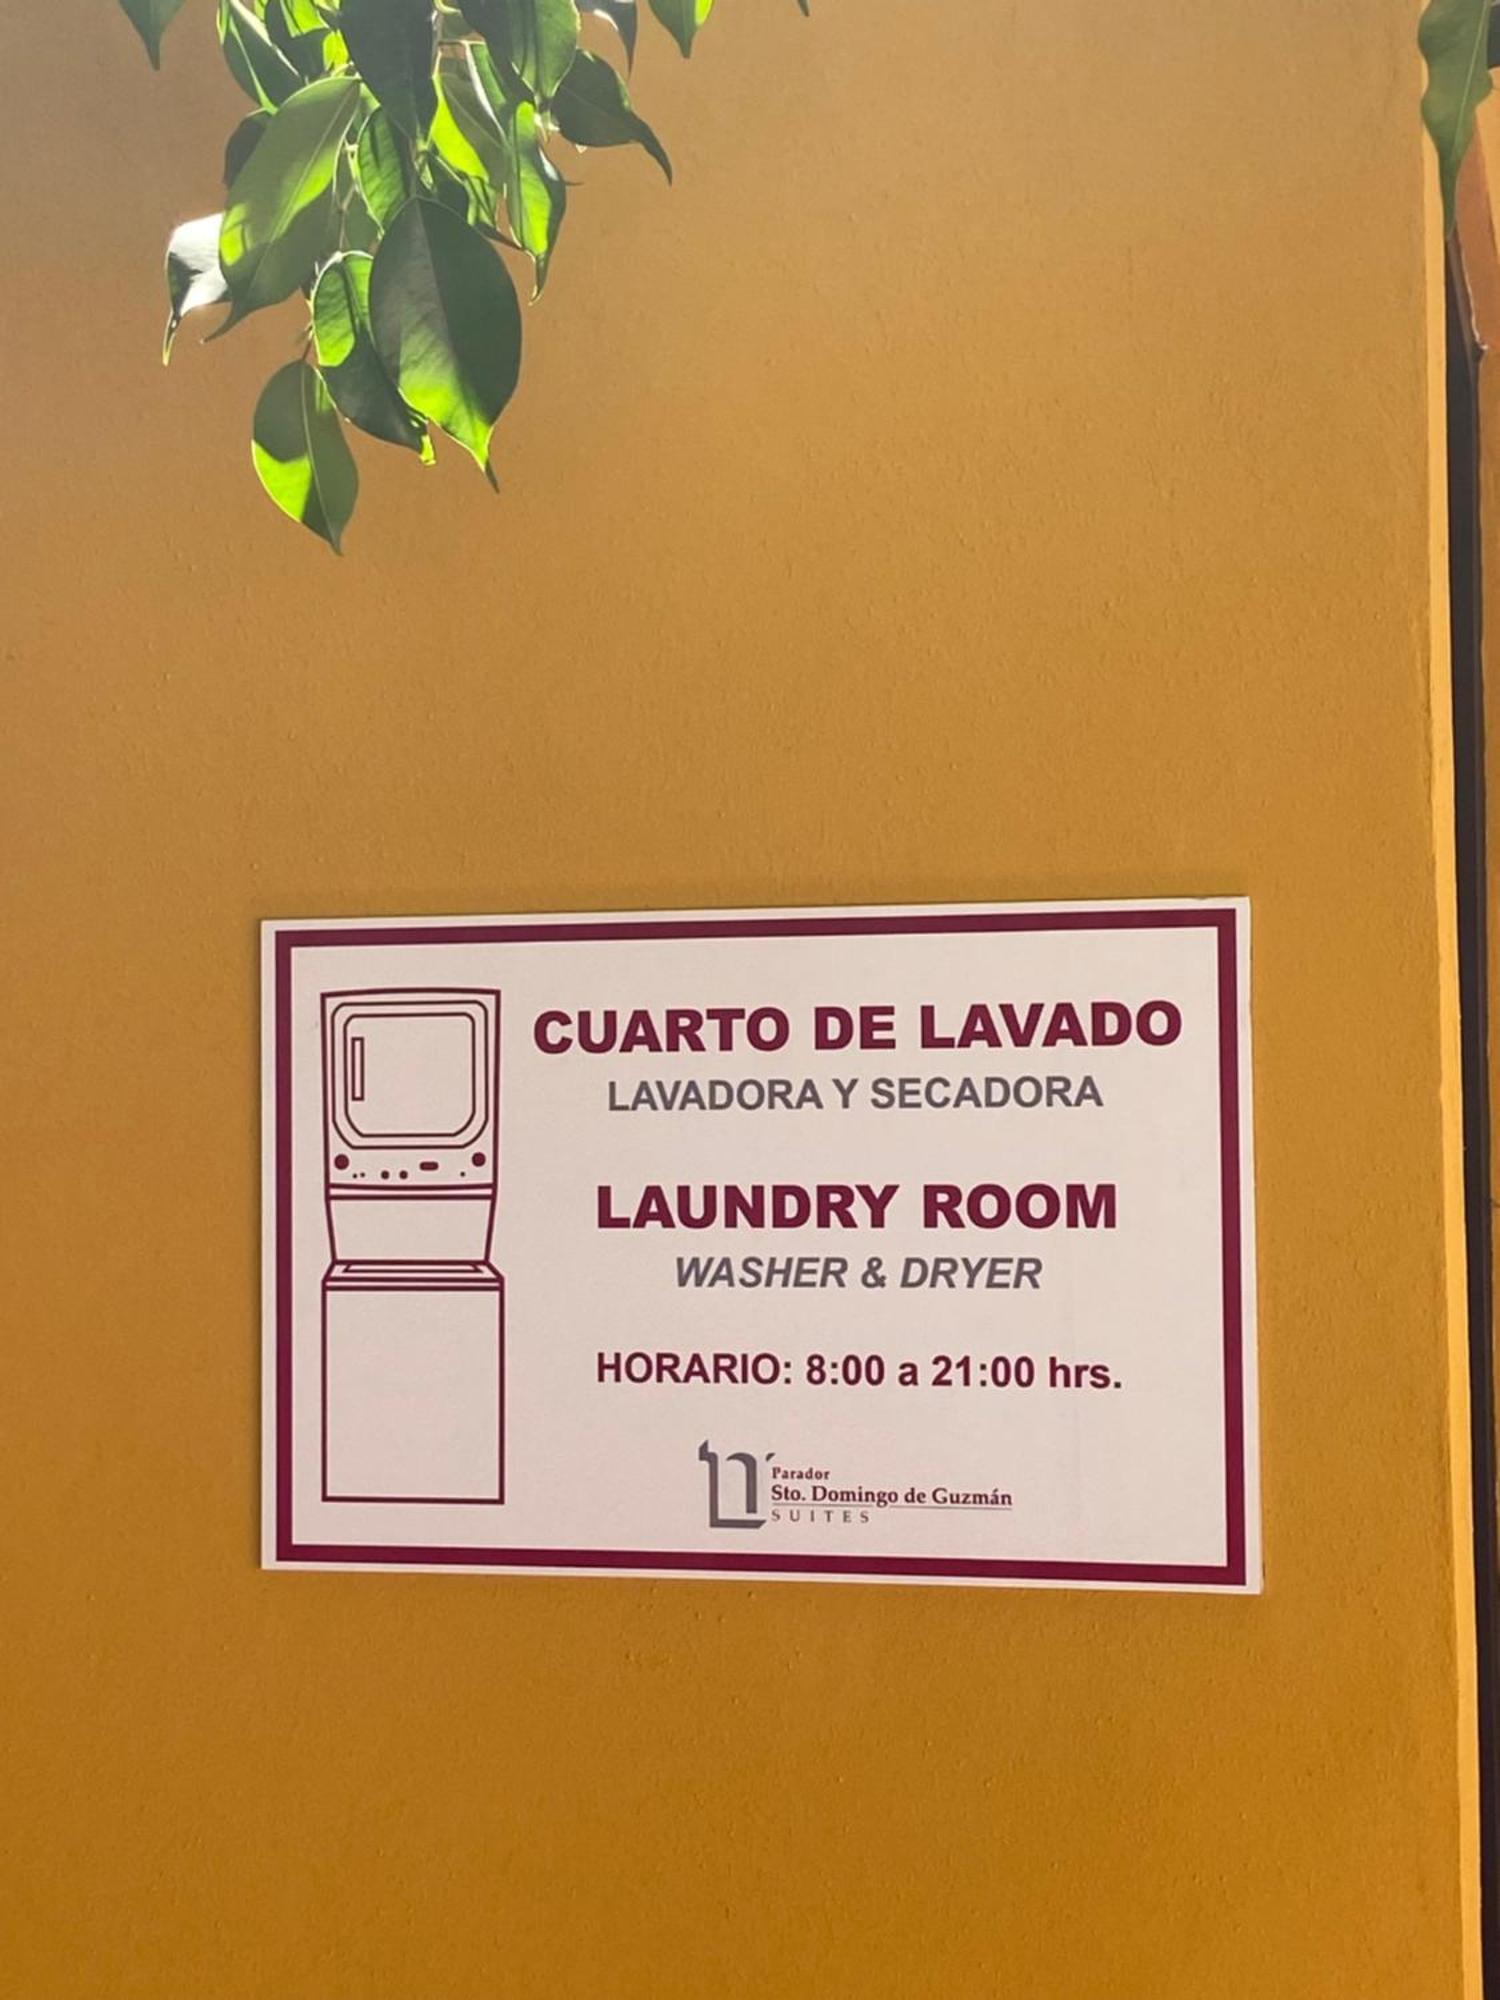 CUARTO DE LAVADO
LAVADORA Y SECADORA
LAUNDRY ROOM
WASHER & DRYER
HORARIO: 8:00 a 21:00 hrs.
Parador
Sto. Domingo de Guzmán
SUITES